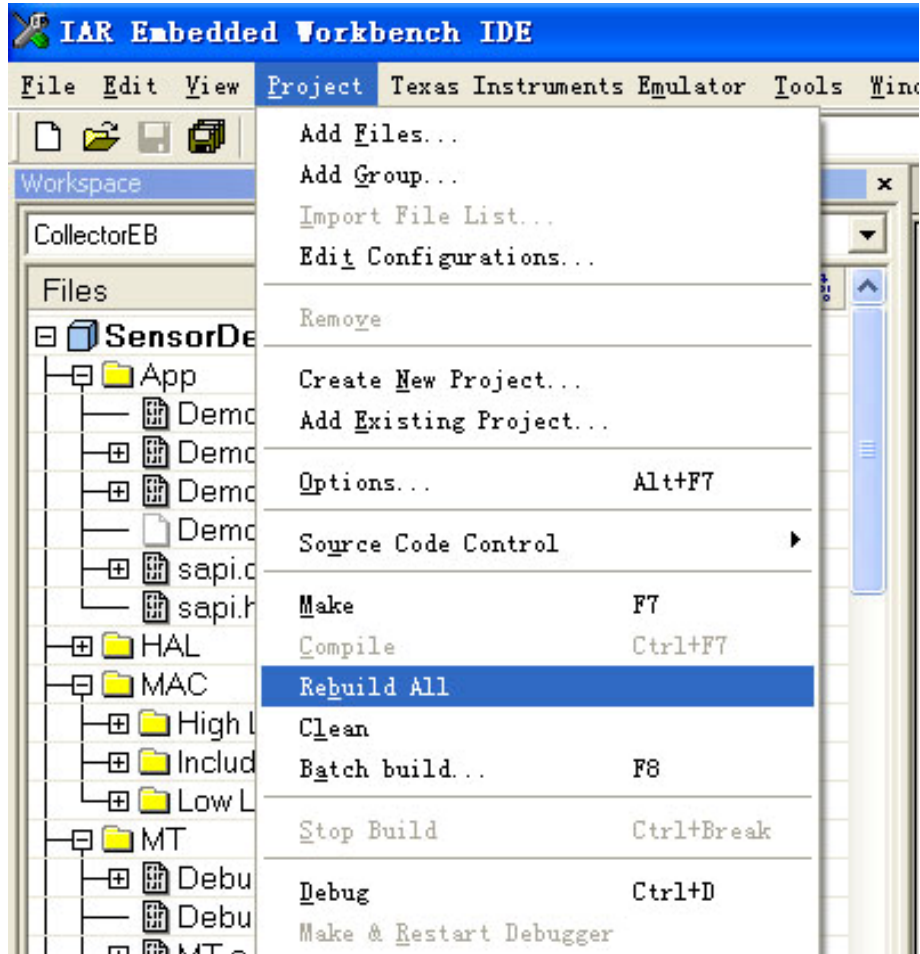 IAR Embedded Workbench IDE
File Edit View Project Texas Instruments Emulator Tools
Workspace
CollectorEB
Files
SensorDe
App
Demo
Demo
Demo
Demo
sapi.c
sapi.h
HAL
MAC
High L
Includ
Low L
MT
Debu
Debu
Add Files...
Add Group...
Import File List...
Edit Configurations...
Remove
Create New Project...
Add Existing Project...
Options... Alt+F7
Source Code Control
Make F7
Compile Ctrl+F7
Rebuild All
Clean
Batch build... F8
Stop Build Ctrl+Break
Debug Ctrl+D
Make & Restart Debugger